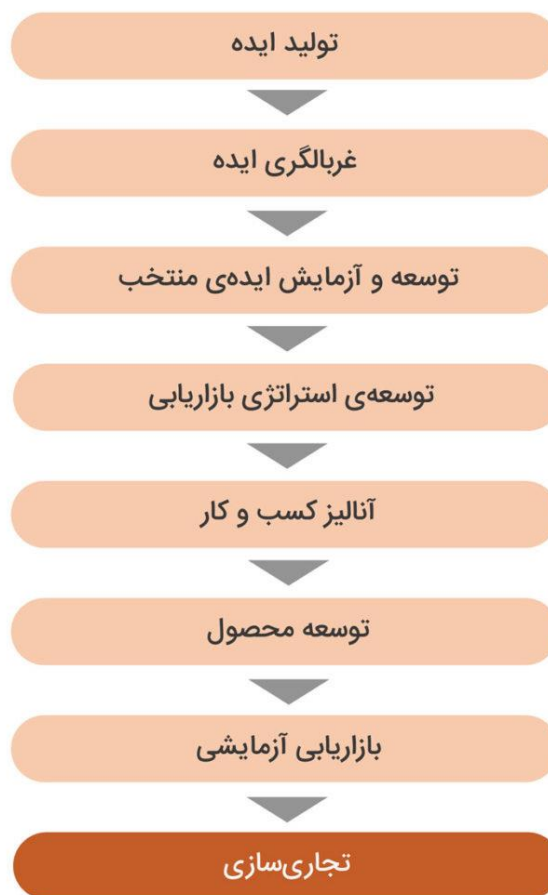 تولید ایده
غربالگری ایده
توسعه و آزمایش ایده‌ی منتخب
توسعه‌ی استراتژی بازاریابی
آنالیز کسب و کار
توسعه محصول
بازاریابی آزمایشی
تجاری‌سازی